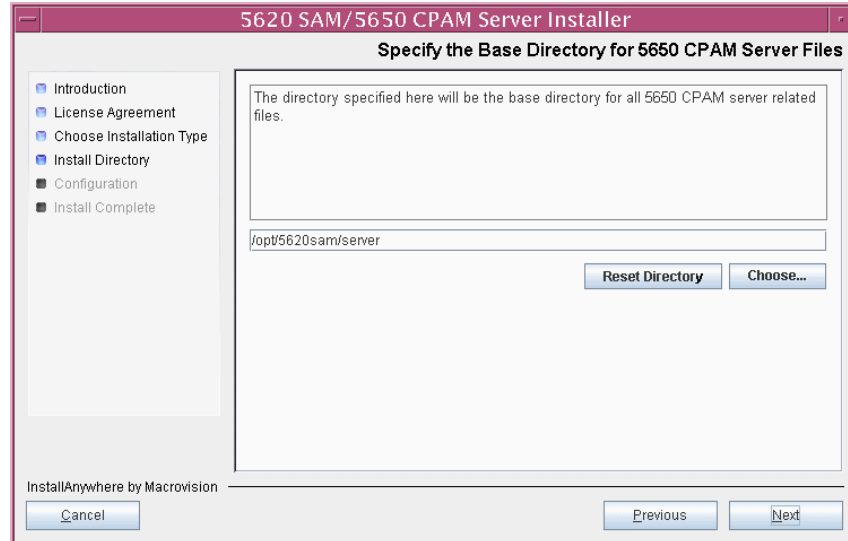 5620 SAM/5650 CPAM Server Installer
Specify the Base Directory for 5650 CPAM Server Files
Introduction
License Agreement
Choose Installation Type
Install Directory
Configuration
Install Complete
The directory specified here will be the base directory for all 5650 CPAM server related
files.
/opt/5620sam/server
Reset Directory
Choose...
InstallAnywhere by Macrovision
Cancel
Previous
Next